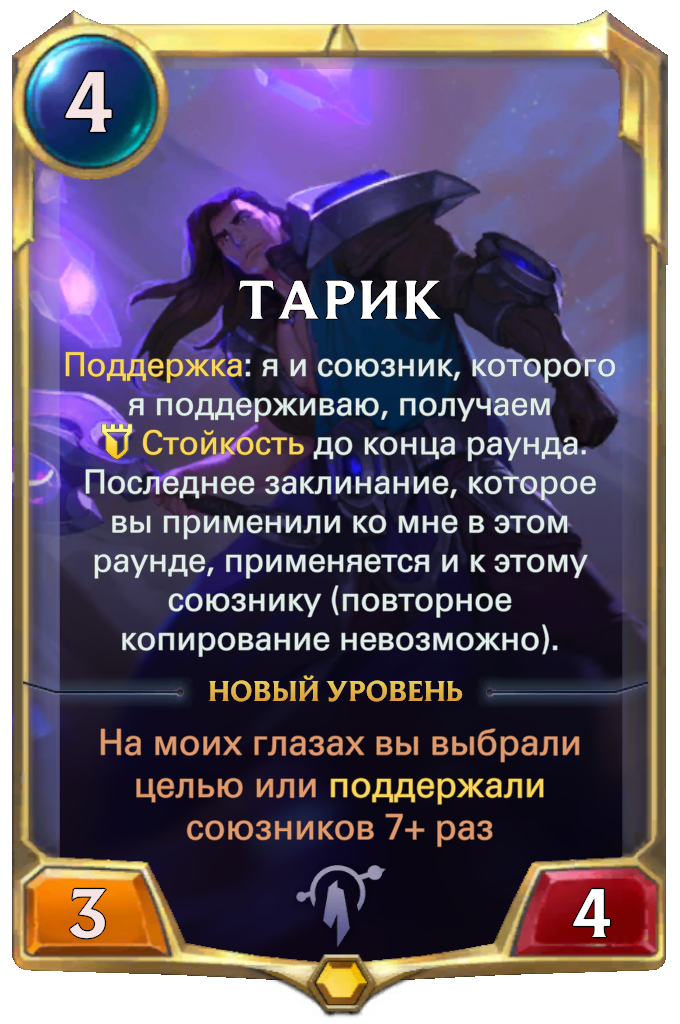 4
ТАРИК
Поддержка: я и союзник, которого
я поддерживаю, получаем
Стойкость до конца раунда.
Последнее заклинание, которое
вы применили ко мне в этом
раунде, применяется и к этому
союзнику (повторное
копирование невозможно).
НОВЫЙ УРОВЕНЬ
На моих глазах вы выбрали
целью или поддержали
союзников 7+ раз
3
4